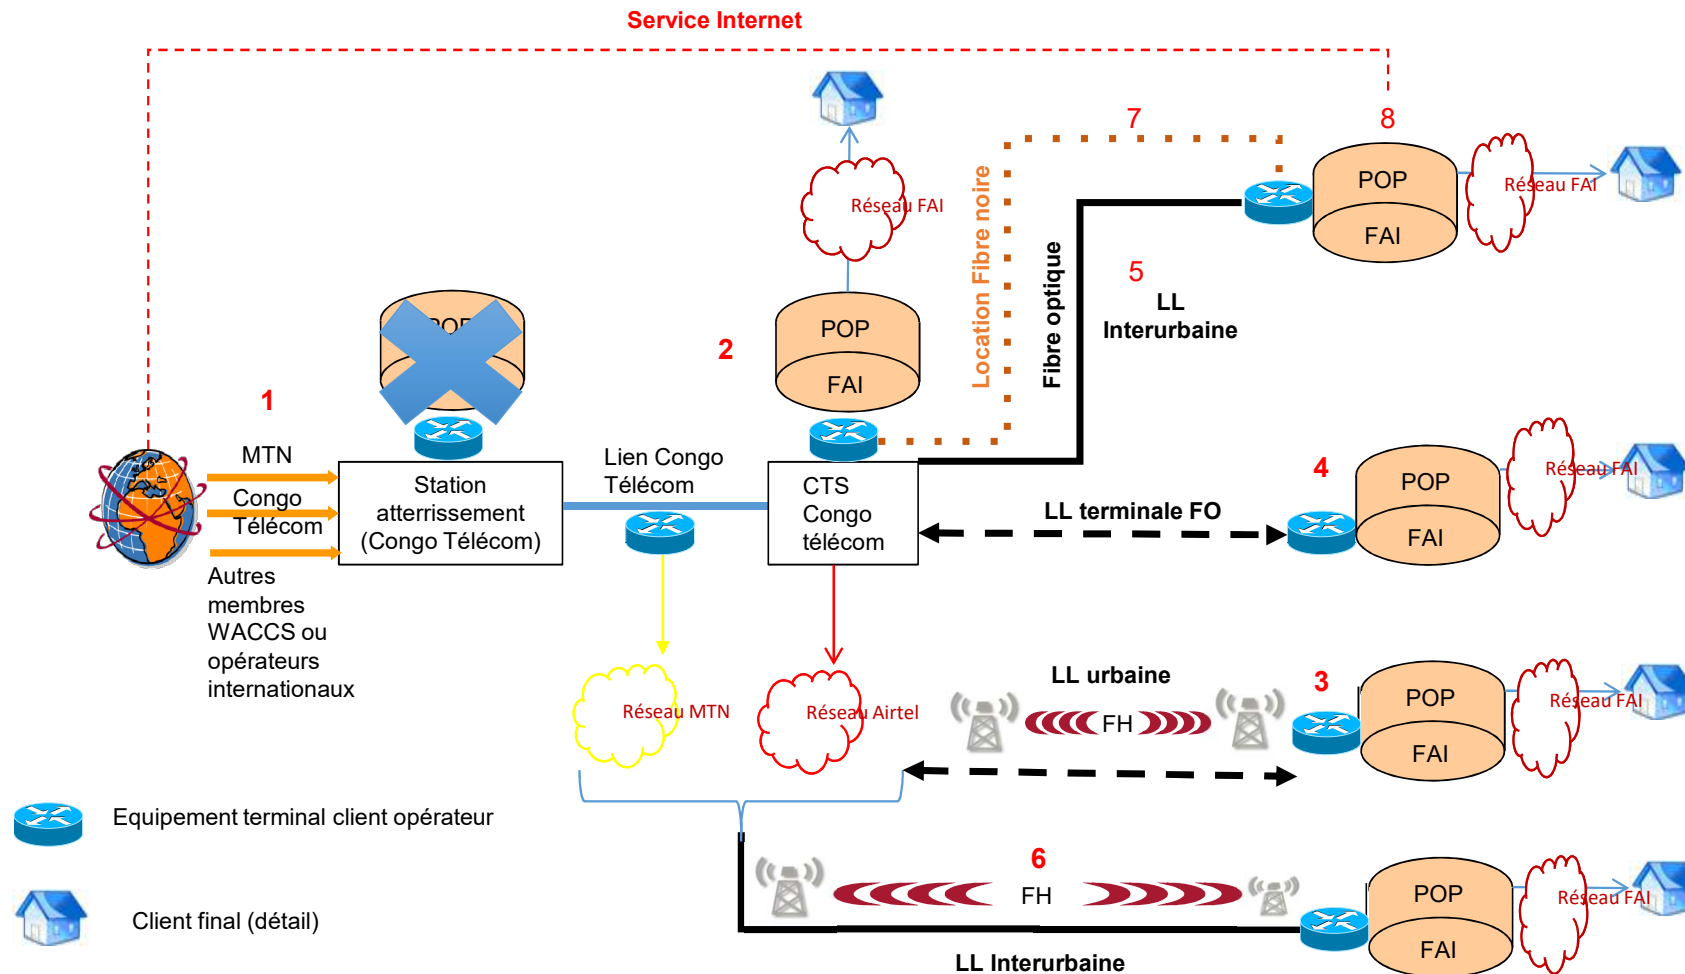 Service Internet
7
8
POP
FAI
Réseau FAI
Réseau FAI
Location Fibre noire
Fibre optique
5
LL
Interurbaine
2
POP
FAI
1
MTN
Congo
Télécom
Autres
membres
WACCS ou
opérateurs
internationaux
Station
atterrissement
(Congo Télécom)
Lien Congo
Télécom
CTS
Congo
télécom
4
LL terminale FO
POP
FAI
Réseau FAI
Réseau MTN
Réseau Airtel
LL urbaine
FH
3
POP
FAI
Réseau FAI
Equipement terminal client opérateur
Client final (détail)
6
FH
LL Interurbaine
POP
FAI
Réseau FAI